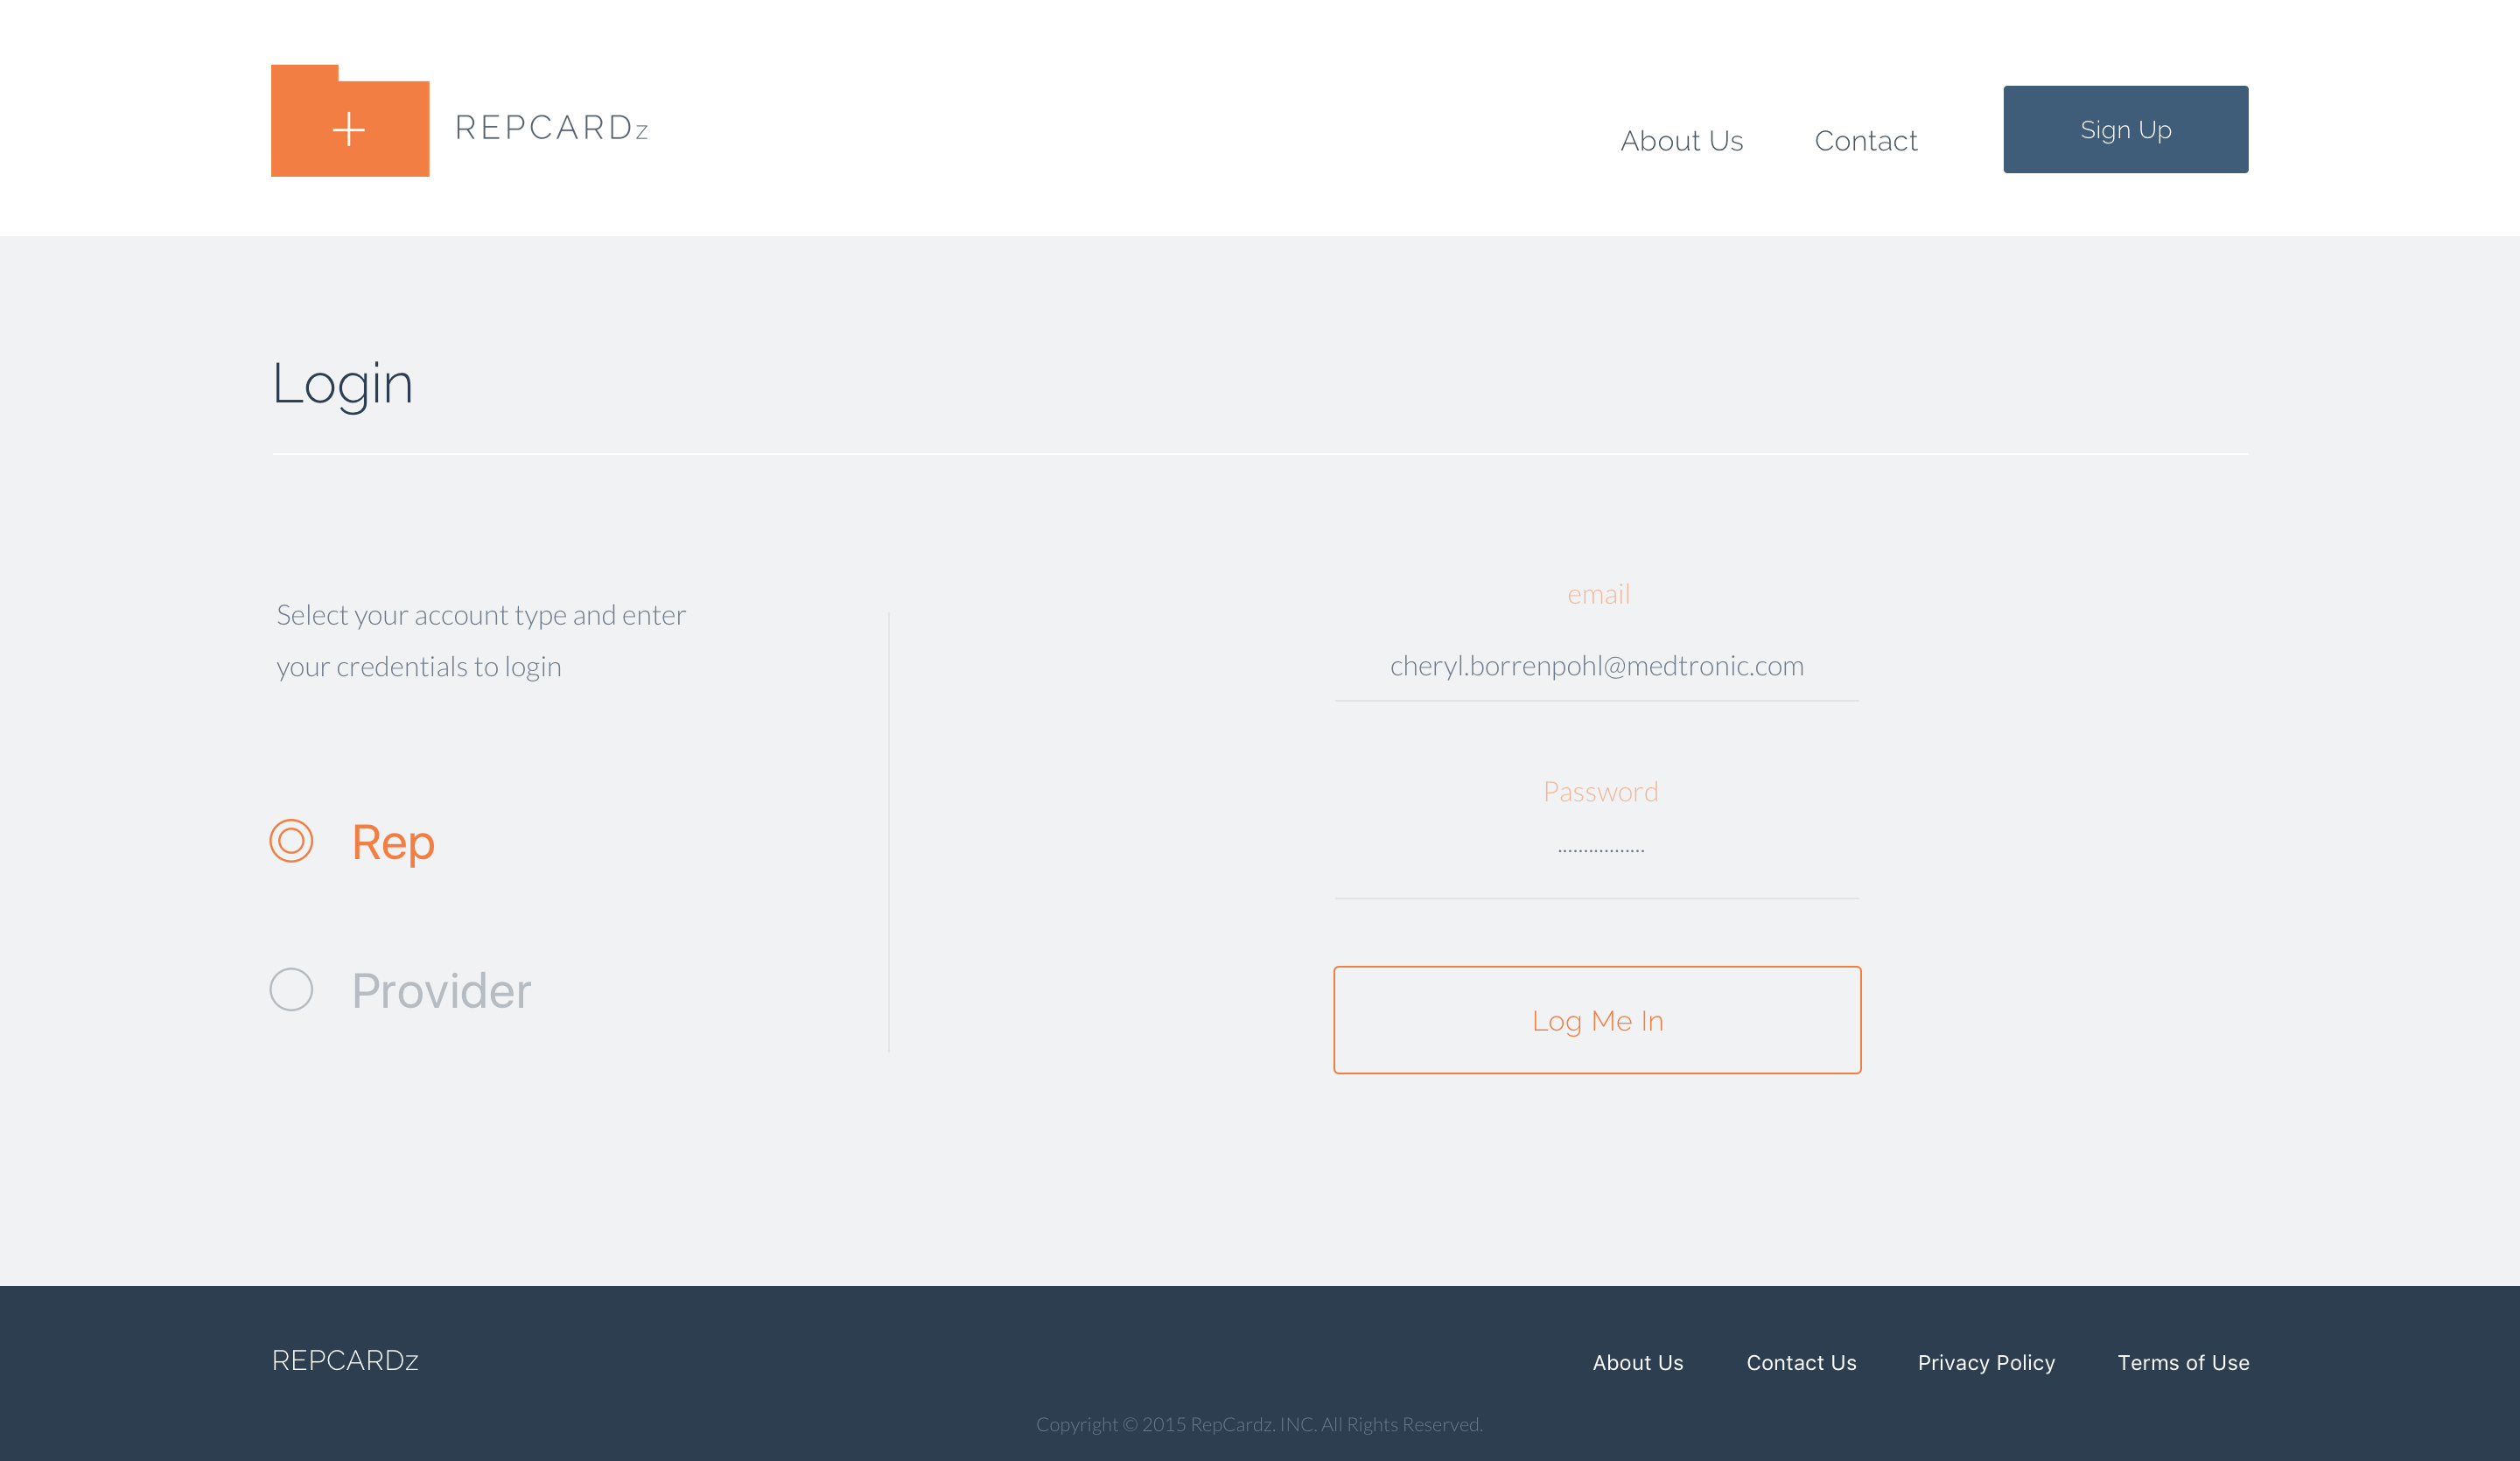 REPCARDz
About Us
Contact
Sign Up
Login
Select your account type and enter
your credentials to login
Rep
Provider
email
cheryl.borrenpohl@medtronic.com
Password
.................
Log Me In
REPCARDz
About Us
Contact Us
Privacy Policy
Terms of Use
Copyright © 2015 RepCardz. INC. All Rights Reserved.